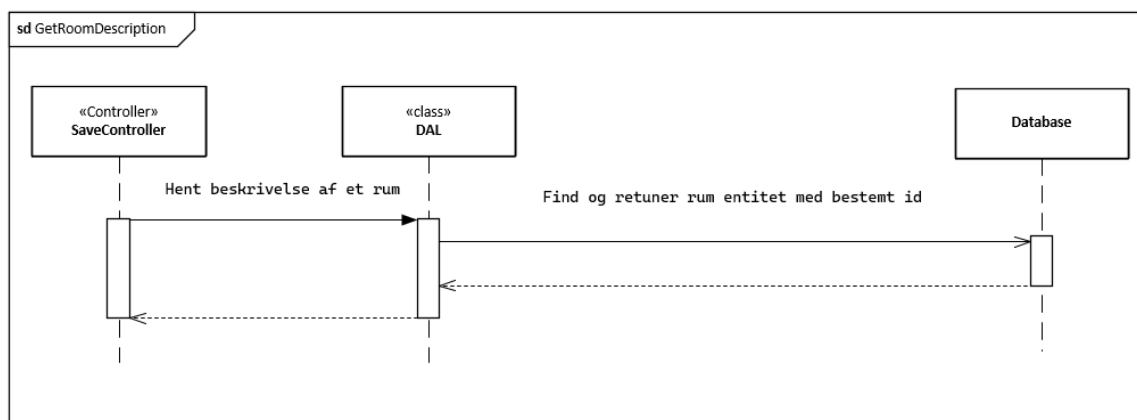 sd GetRoomDescription
«Controller»
SaveController
«class»
DAL
Database
Hent beskrivelse af et rum
Find og retuner rum entitet med bestemt id